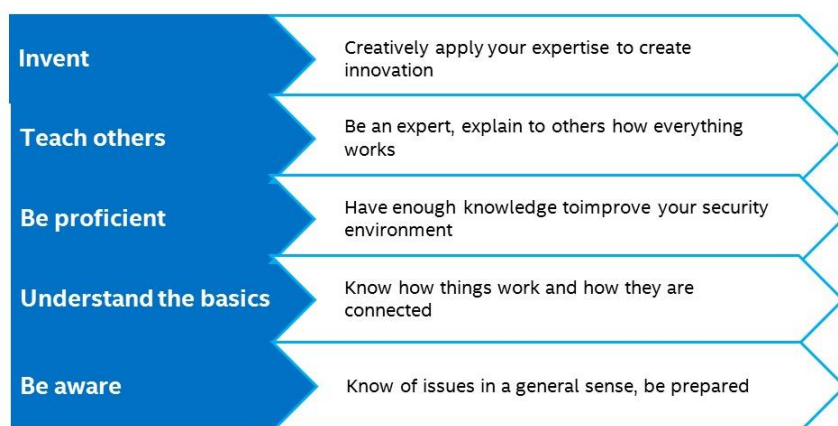 Invent
Creatively apply your expertise to create
innovation
Teach others
Be an expert, explain to others how everything
works
Be proficient
Have enough knowledge toimprove your security
environment
Understand the basics
Know how things work and how they are
connected
Be aware
Know of issues in a general sense, be prepared